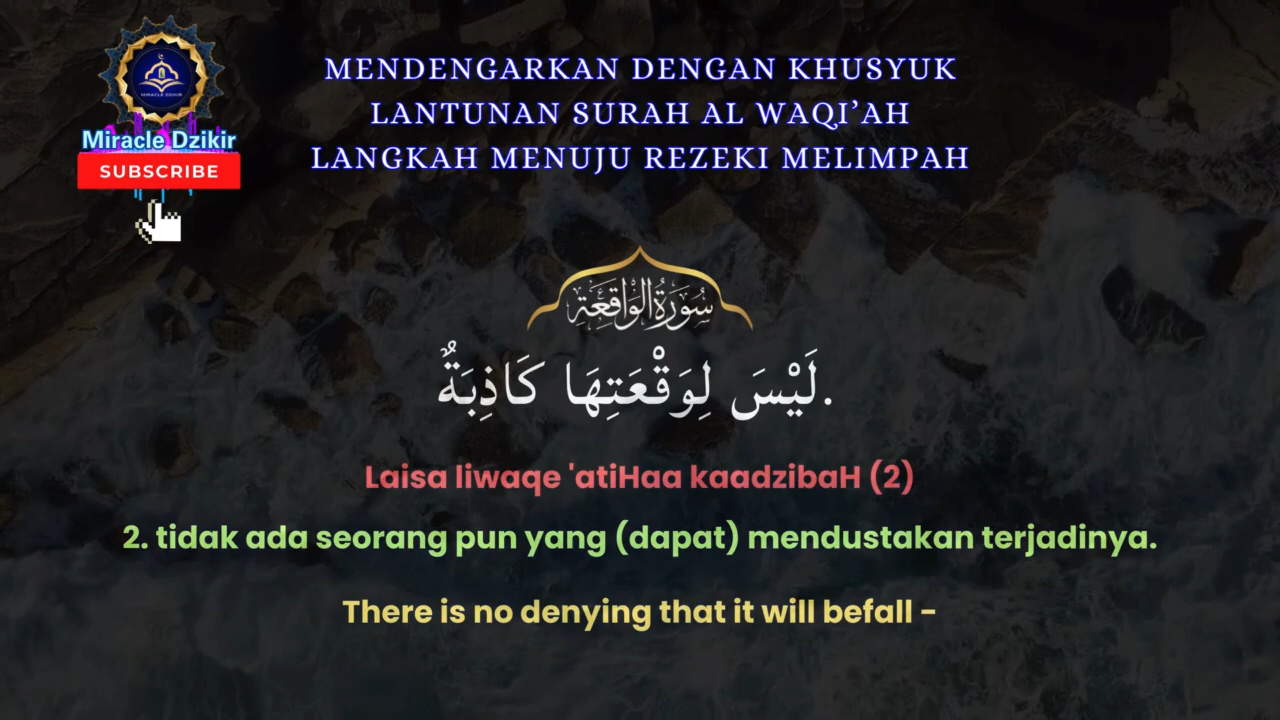 MENDENGARKAN DENGAN KHUSYUK
LANTUNAN SURAH AL WAQI’AH
LANGKAH MENUJU REZEKI MELIMPAH
MIRACLE DZIKIR
Miracle Dzikir
SUBSCRIBE
سُورَةُ الوَاقِعَةِ
لَيْسَ لِوَقْعَتِهَا كَاذِبَةٌ.
Laisa liwaqe 'atiHaa kaadzibaH (2)
2. tidak ada seorang pun yang (dapat) mendustakan terjadinya.
There is no denying that it will befall -